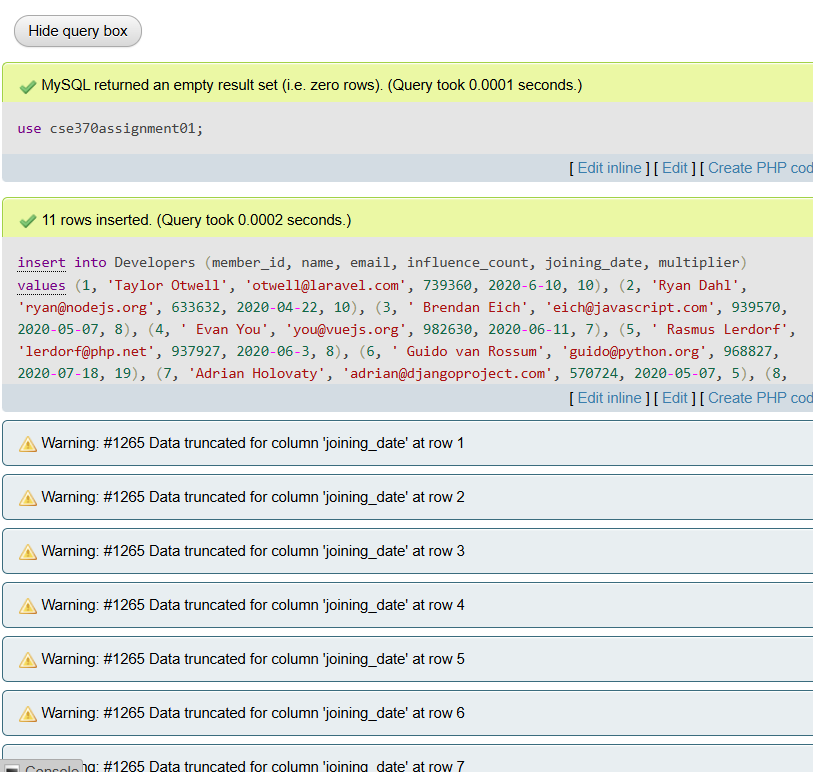 Hide query box
MySQL returned an empty result set (i.e. zero rows). (Query took 0.0001 seconds.)
use cse370assignment01;
[ Edit inline ] [ Edit ] [ Create PHP cod
11 rows inserted. (Query took 0.0002 seconds.)
insert into Developers (member_id, name, email, influence_count, joining_date, multiplier)
values (1, 'Taylor Otwell', 'otwell@laravel.com', 739360, 2020-6-10, 10), (2, 'Ryan Dahl',
'ryan@nodejs.org', 633632, 2020-04-22, 10), (3, ' Brendan Eich', 'eich@javascript.com', 939570,
2020-05-07, 8), (4, ' Evan You', 'you@vuejs.org', 982630, 2020-06-11, 7), (5, ' Rasmus Lerdorf',
'lerdorf@php.net', 937927, 2020-06-3, 8), (6, ' Guido van Rossum', 'guido@python.org', 968827,
2020-07-18, 19), (7, 'Adrian Holovaty', 'adrian@djangoproject.com', 570724, 2020-05-07, 5), (8,
[ Edit inline ] [ Edit ] [ Create PHP cod
Warning: #1265 Data truncated for column 'joining_date' at row 1
Warning: #1265 Data truncated for column 'joining_date' at row 2
Warning: #1265 Data truncated for column 'joining_date' at row 3
Warning: #1265 Data truncated for column 'joining_date' at row 4
Warning: #1265 Data truncated for column 'joining_date' at row 5
Warning: #1265 Data truncated for column 'joining_date' at row 6
ng: #1265 Data truncated for column 'joining_date' at row 7
Console